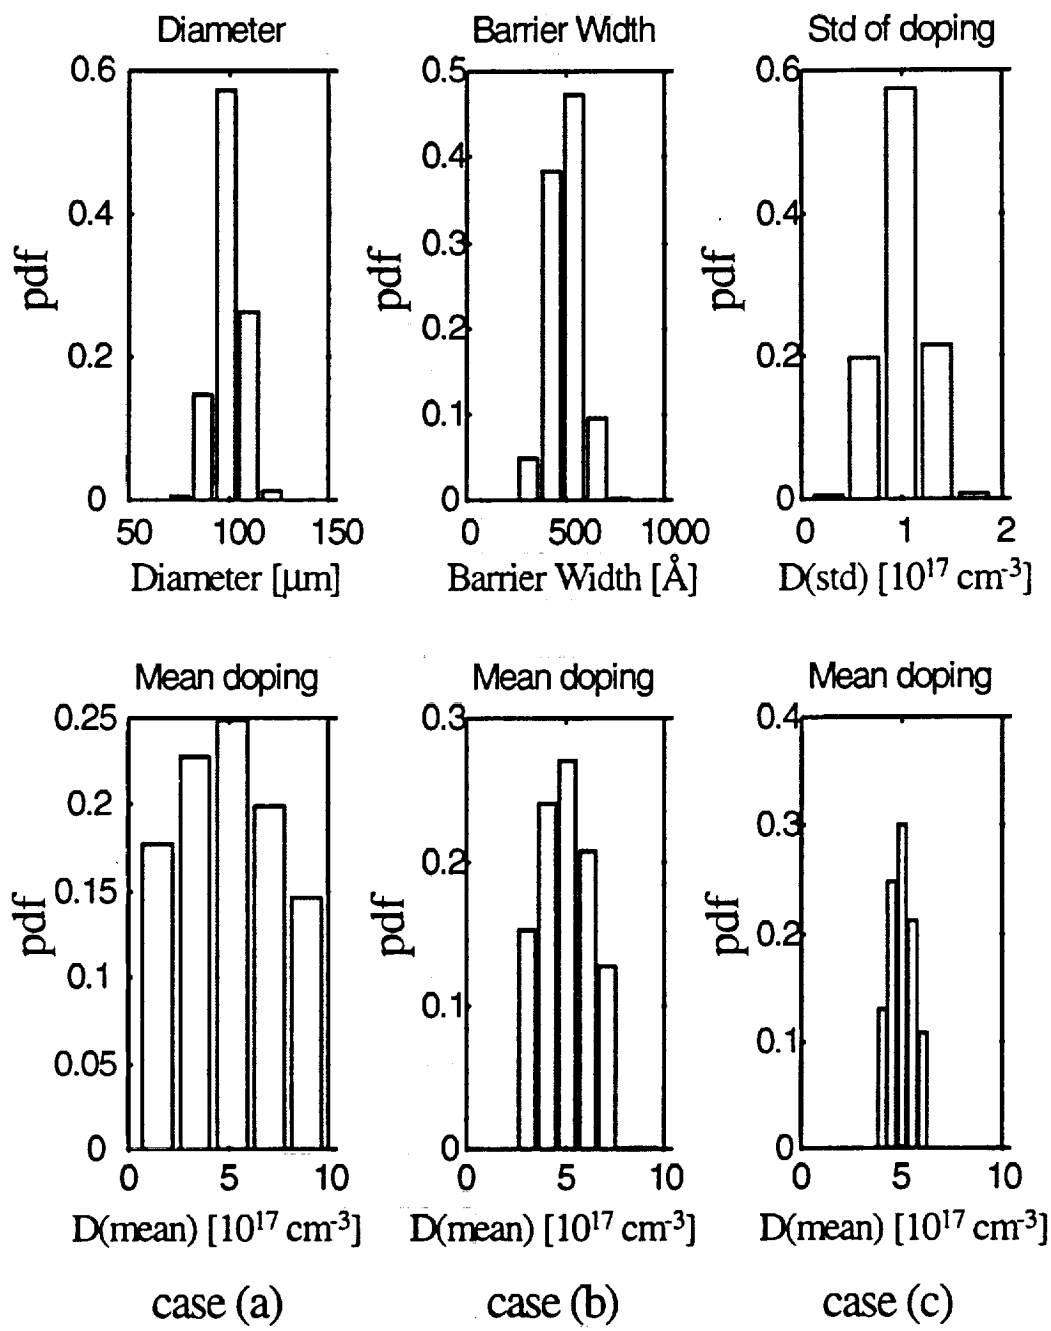 Diameter Barrier Width Std of doping
0.6 0.5 0.6
0.4
0.4 0.4
pdf pdf 0.3 pdf
0.2 0.2 0.2
0.1
0 0 0
50 100 150 0 500 1000 0 1 2
Diameter [μm] Barrier Width [Å] D(std) [10¹⁷ cm⁻³]
Mean doping Mean doping Mean doping
0.25 0.3 0.4
0.2 0.3
0.15 0.2
pdf pdf pdf 0.2
0.1 0.1
0.05 0.1
0 0 0
0 5 10 0 5 10 0 5 10
D(mean) [10¹⁷ cm⁻³] D(mean) [10¹⁷ cm⁻³] D(mean) [10¹⁷ cm⁻³]
case (a) case (b) case (c)